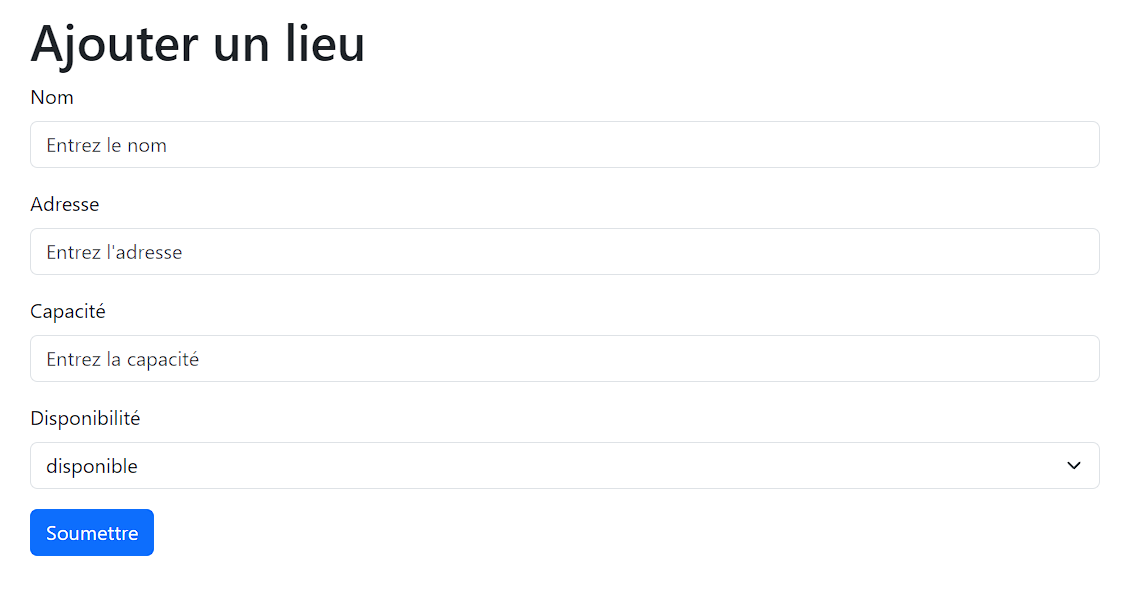 Ajouter un lieu
Nom
Entrez le nom
Adresse
Entrez l'adresse
Capacité
Entrez la capacité
Disponibilité
disponible
Soumettre